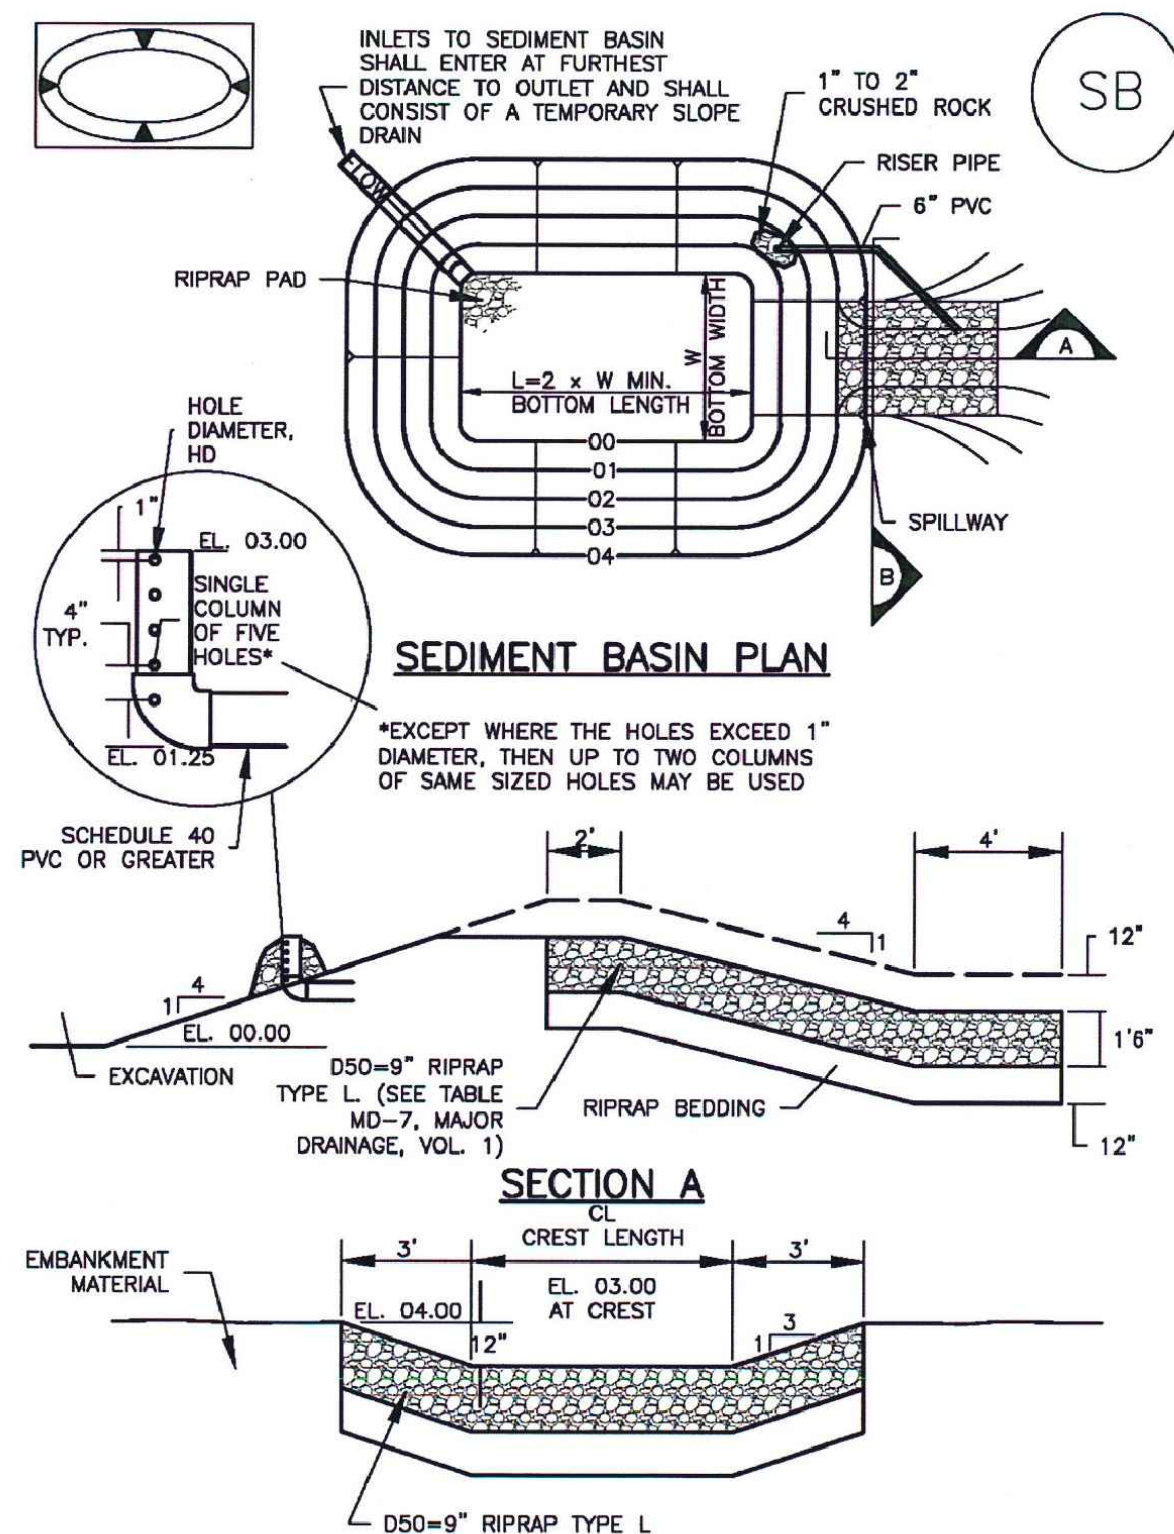 INLETS TO SEDIMENT BASIN
SHALL ENTER AT FURTHEST
DISTANCE TO OUTLET AND SHALL
CONSIST OF A TEMPORARY SLOPE
DRAIN
1" TO 2"
CRUSHED ROCK
SB
FLOW
RISER PIPE
6" PVC
RIPRAP PAD
W
BOTTOM WIDTH
A
L=2 x W MIN.
BOTTOM LENGTH
00
01
02
03
04
SPILLWAY
B
HOLE
DIAMETER,
HD
1"
EL. 03.00
4"
TYP.
SINGLE
COLUMN
OF FIVE
HOLES*
EL. 01.25
SEDIMENT BASIN PLAN
*EXCEPT WHERE THE HOLES EXCEED 1"
DIAMETER, THEN UP TO TWO COLUMNS
OF SAME SIZED HOLES MAY BE USED
SCHEDULE 40
PVC OR GREATER
2'
4'
4
1
12"
4
1
EL. 00.00
EXCAVATION
1'6"
D50=9" RIPRAP
TYPE L. (SEE TABLE
MD-7, MAJOR
DRAINAGE, VOL. 1)
RIPRAP BEDDING
12"
SECTION A
CL
CREST LENGTH
3'
3'
EMBANKMENT
MATERIAL
EL. 04.00
EL. 03.00
AT CREST
12"
3
1
D50=9" RIPRAP TYPE L